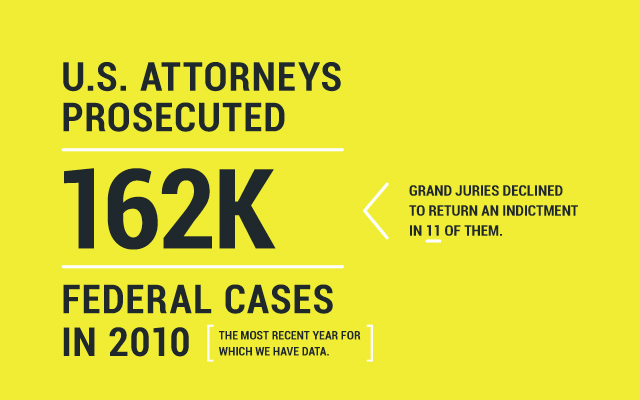 U.S. ATTORNEYS
PROSECUTED
162K
FEDERAL CASES
IN 2010
THE MOST RECENT YEAR FOR
WHICH WE HAVE DATA.
GRAND JURIES DECLINED
TO RETURN AN INDICTMENT
IN 11 OF THEM.